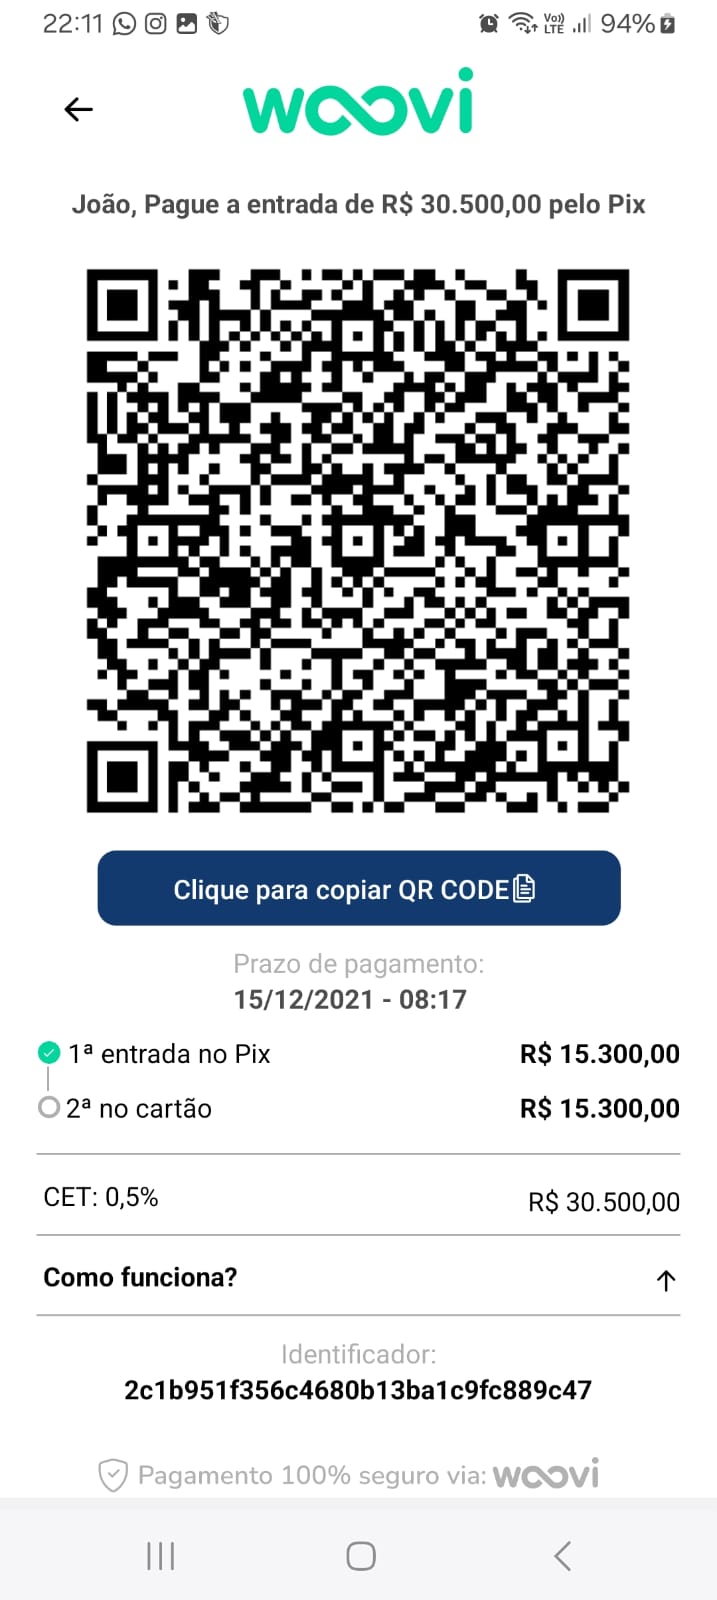 22:11
Vo)) LTE 94%
woovi
João, Pague a entrada de R$ 30.500,00 pelo Pix
Clique para copiar QR CODE
Prazo de pagamento:
15/12/2021 - 08:17
1ª entrada no Pix R$ 15.300,00
2ª no cartão R$ 15.300,00
CET: 0,5% R$ 30.500,00
Como funciona?
Identificador:
2c1b951f356c4680b13ba1c9fc889c47
Pagamento 100% seguro via: woovi